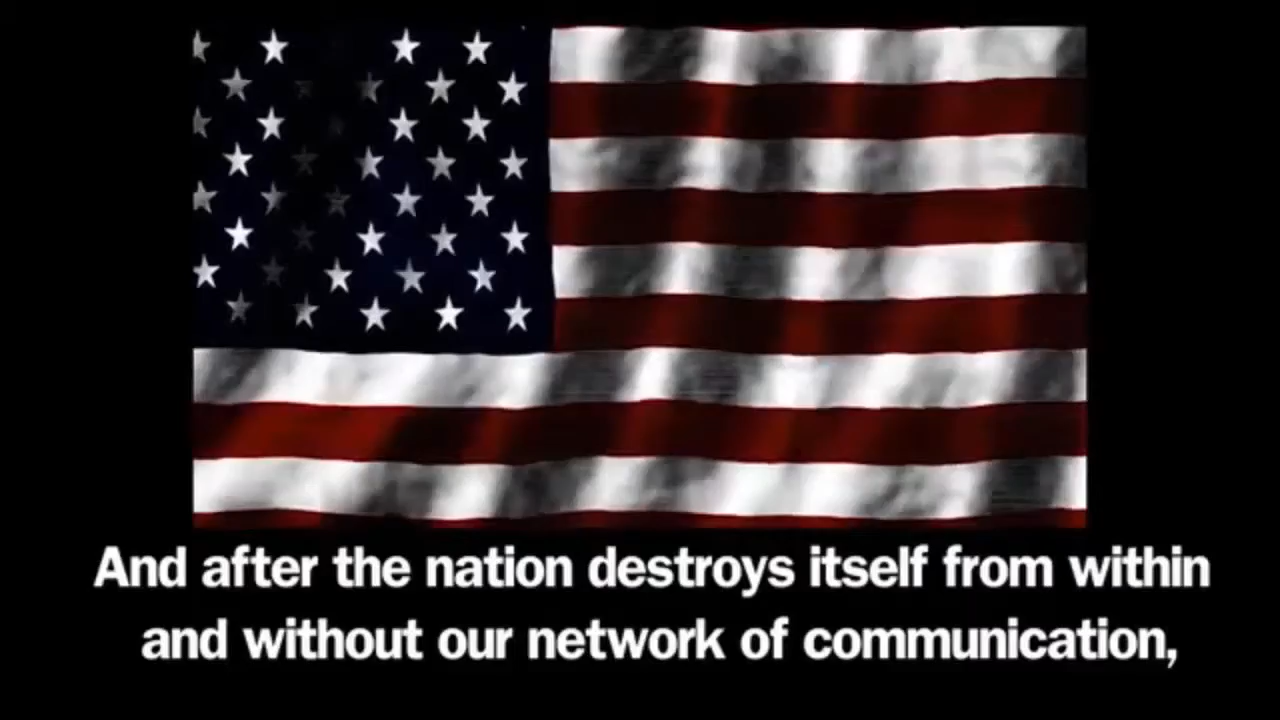 And after the nation destroys itself from within
and without our network of communication,